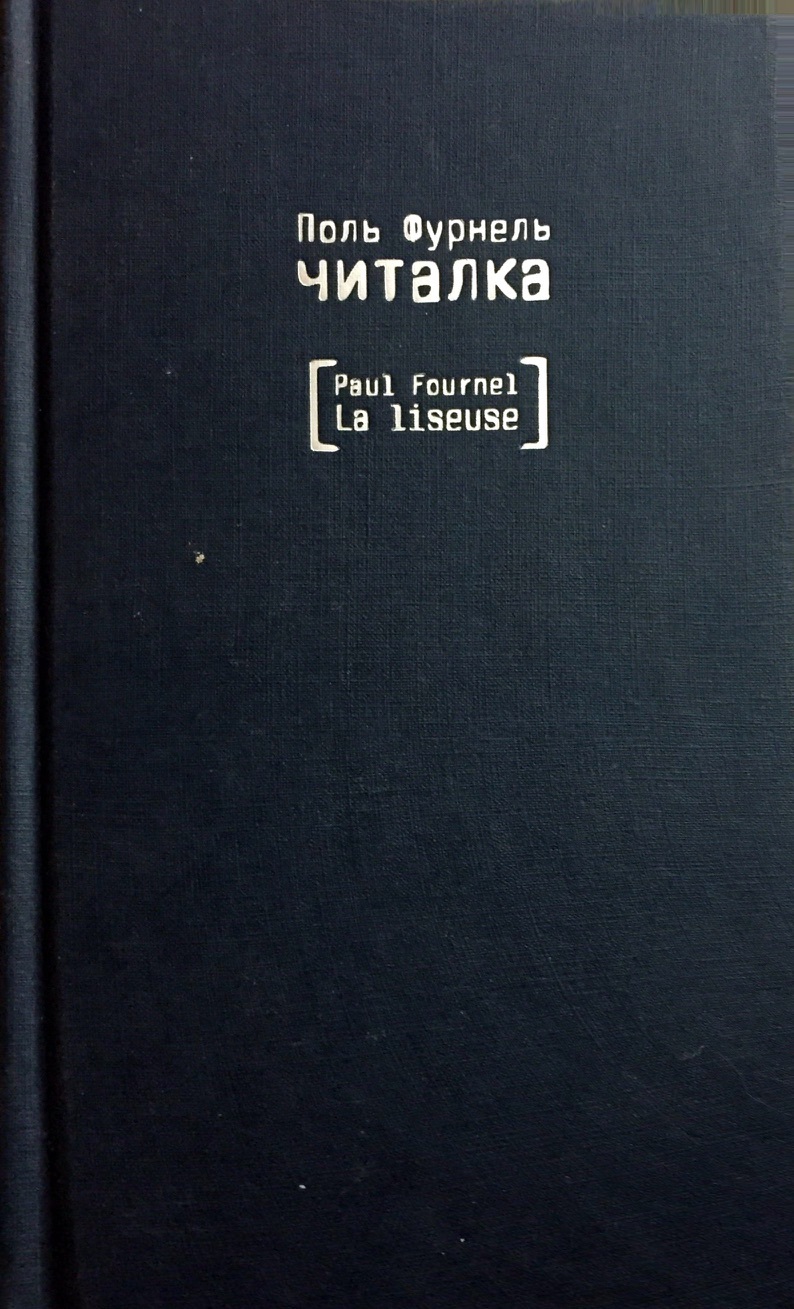 Поль Фурнель
читалка
Paul Fournel
La liseuse